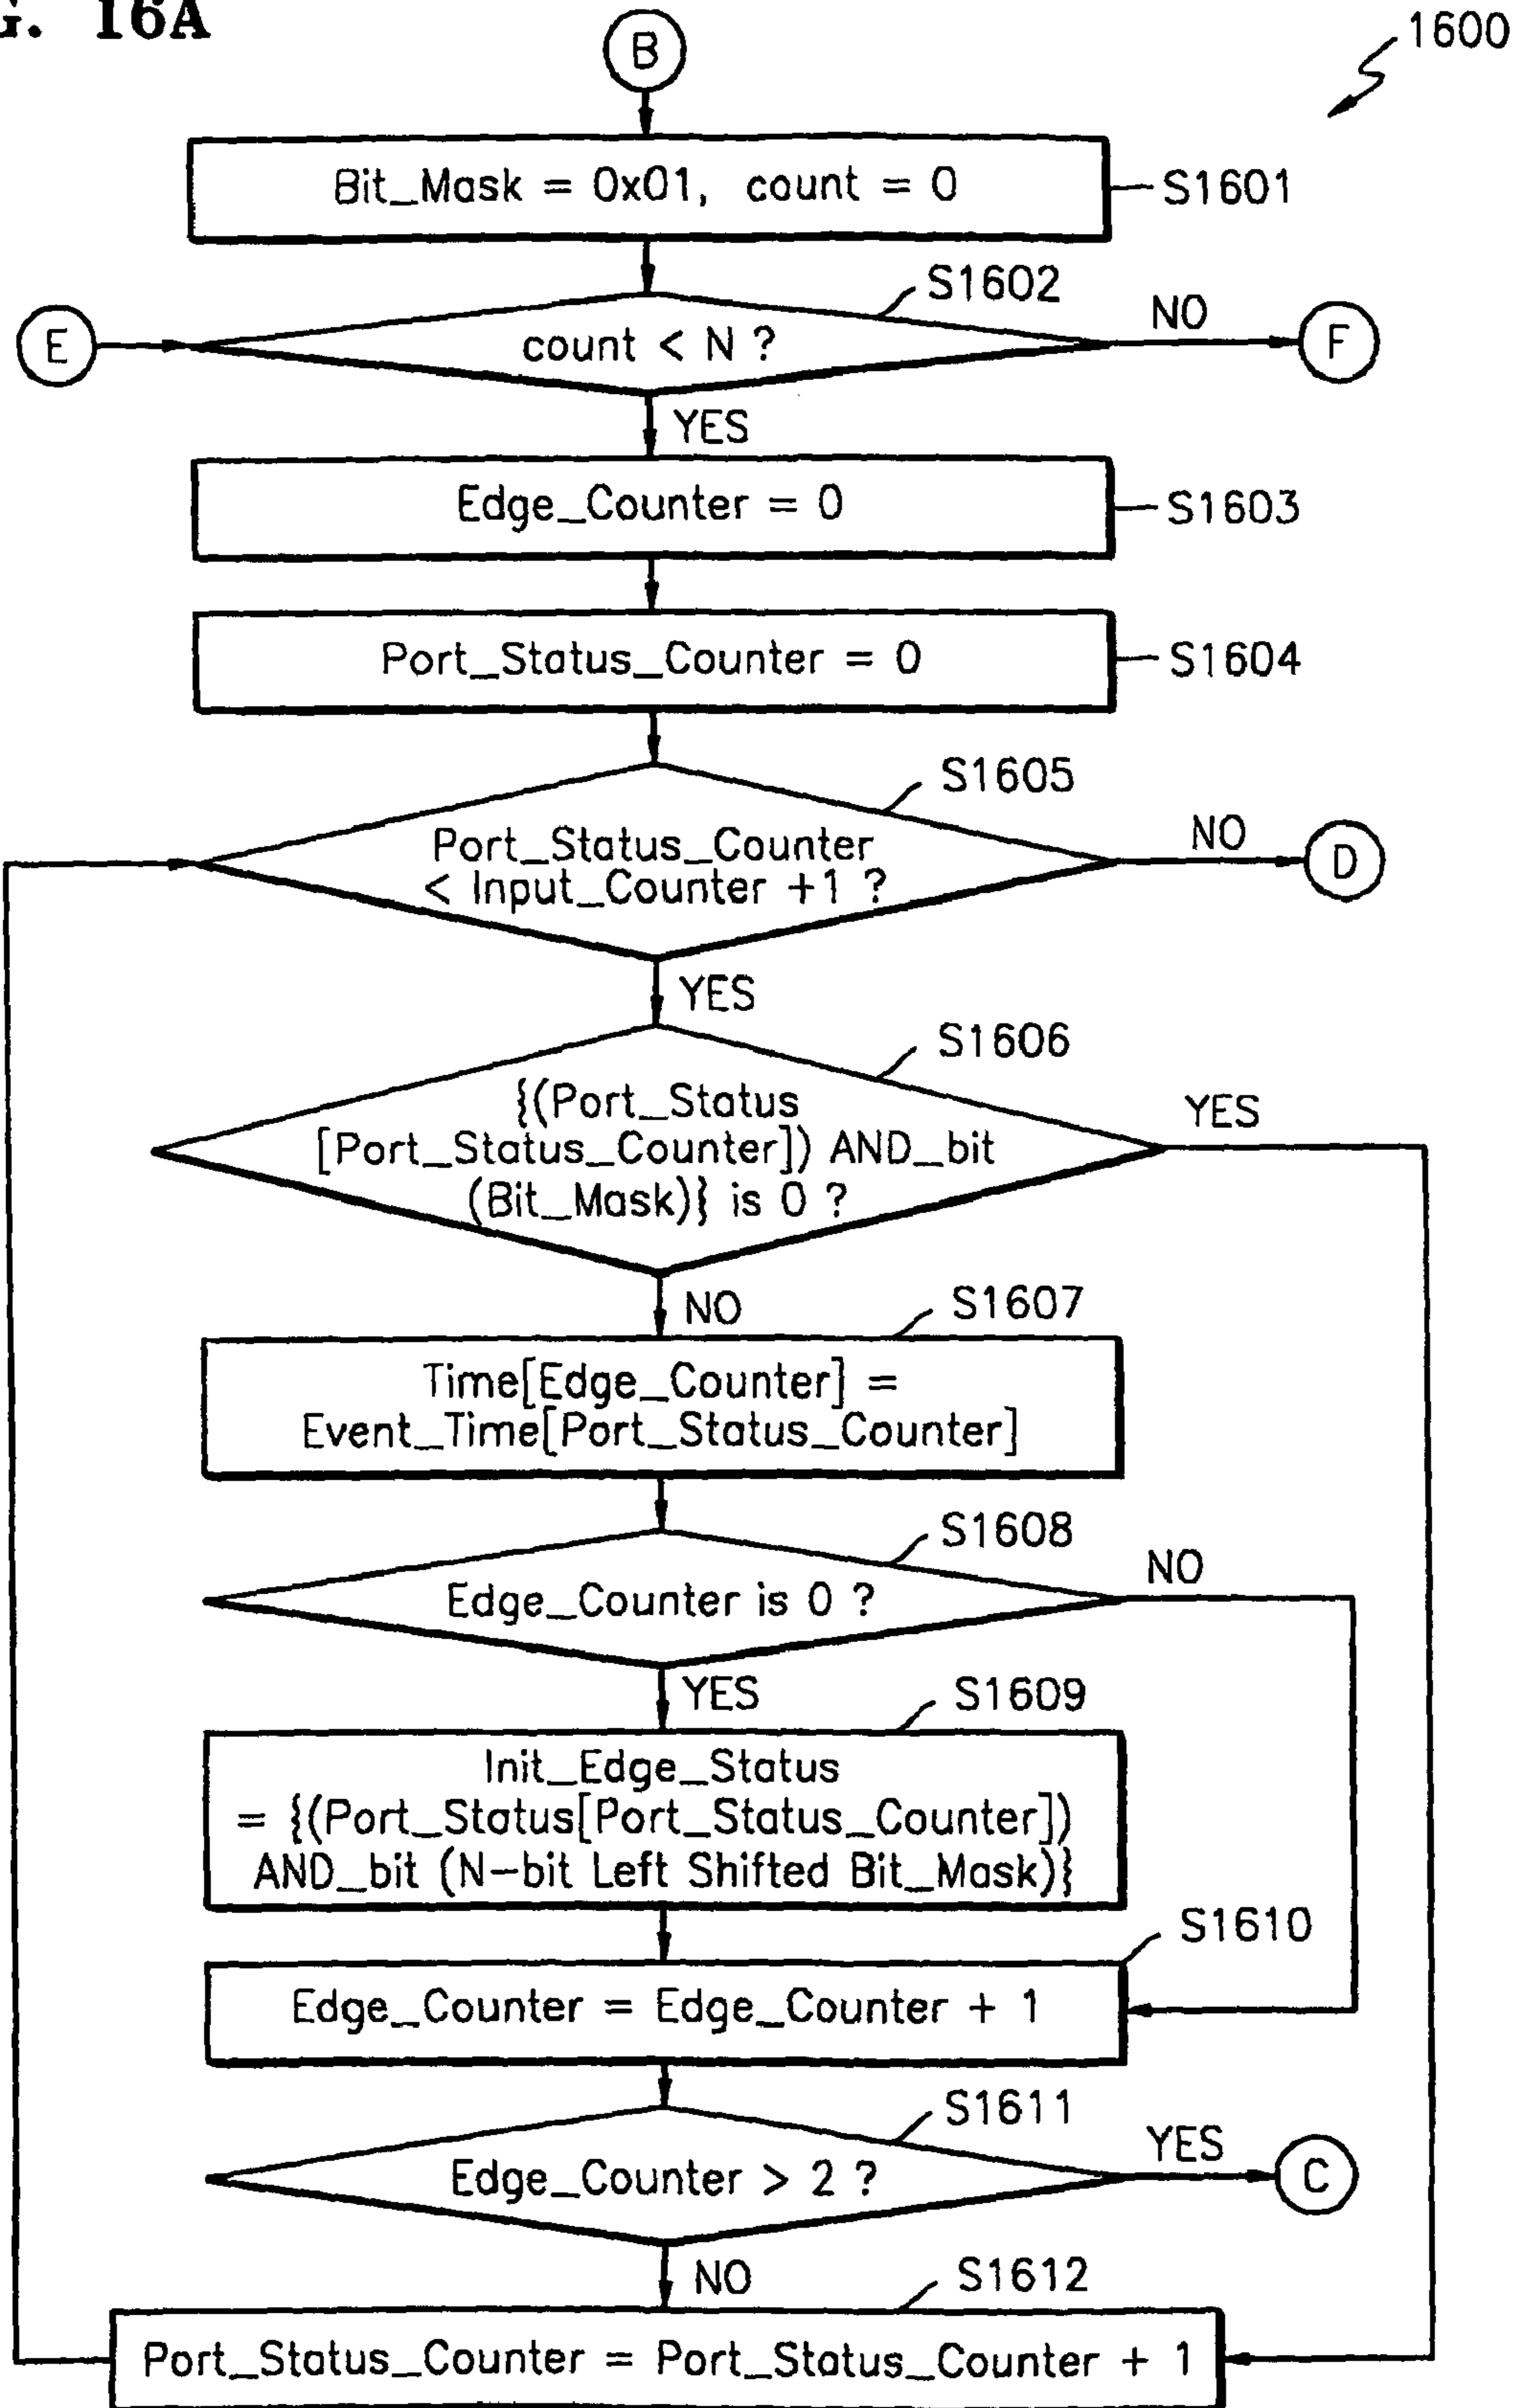 G. 16A
1600
B
Bit_Mask = 0x01, count = 0
S1601
S1602
E
count < N ?
NO
F
YES
Edge_Counter = 0
S1603
Port_Status_Counter = 0
S1604
S1605
Port_Status_Counter
< Input_Counter +1 ?
NO
D
YES
S1606
{(Port_Status
[Port_Status_Counter]) AND_bit
(Bit_Mask)} is 0 ?
YES
NO
S1607
Time[Edge_Counter] =
Event_Time[Port_Status_Counter]
S1608
Edge_Counter is 0 ?
NO
YES
S1609
Init_Edge_Status
= {(Port_Status[Port_Status_Counter])
AND_bit (N-bit Left Shifted Bit_Mask)}
S1610
Edge_Counter = Edge_Counter + 1
S1611
Edge_Counter > 2 ?
YES
C
NO
S1612
Port_Status_Counter = Port_Status_Counter + 1